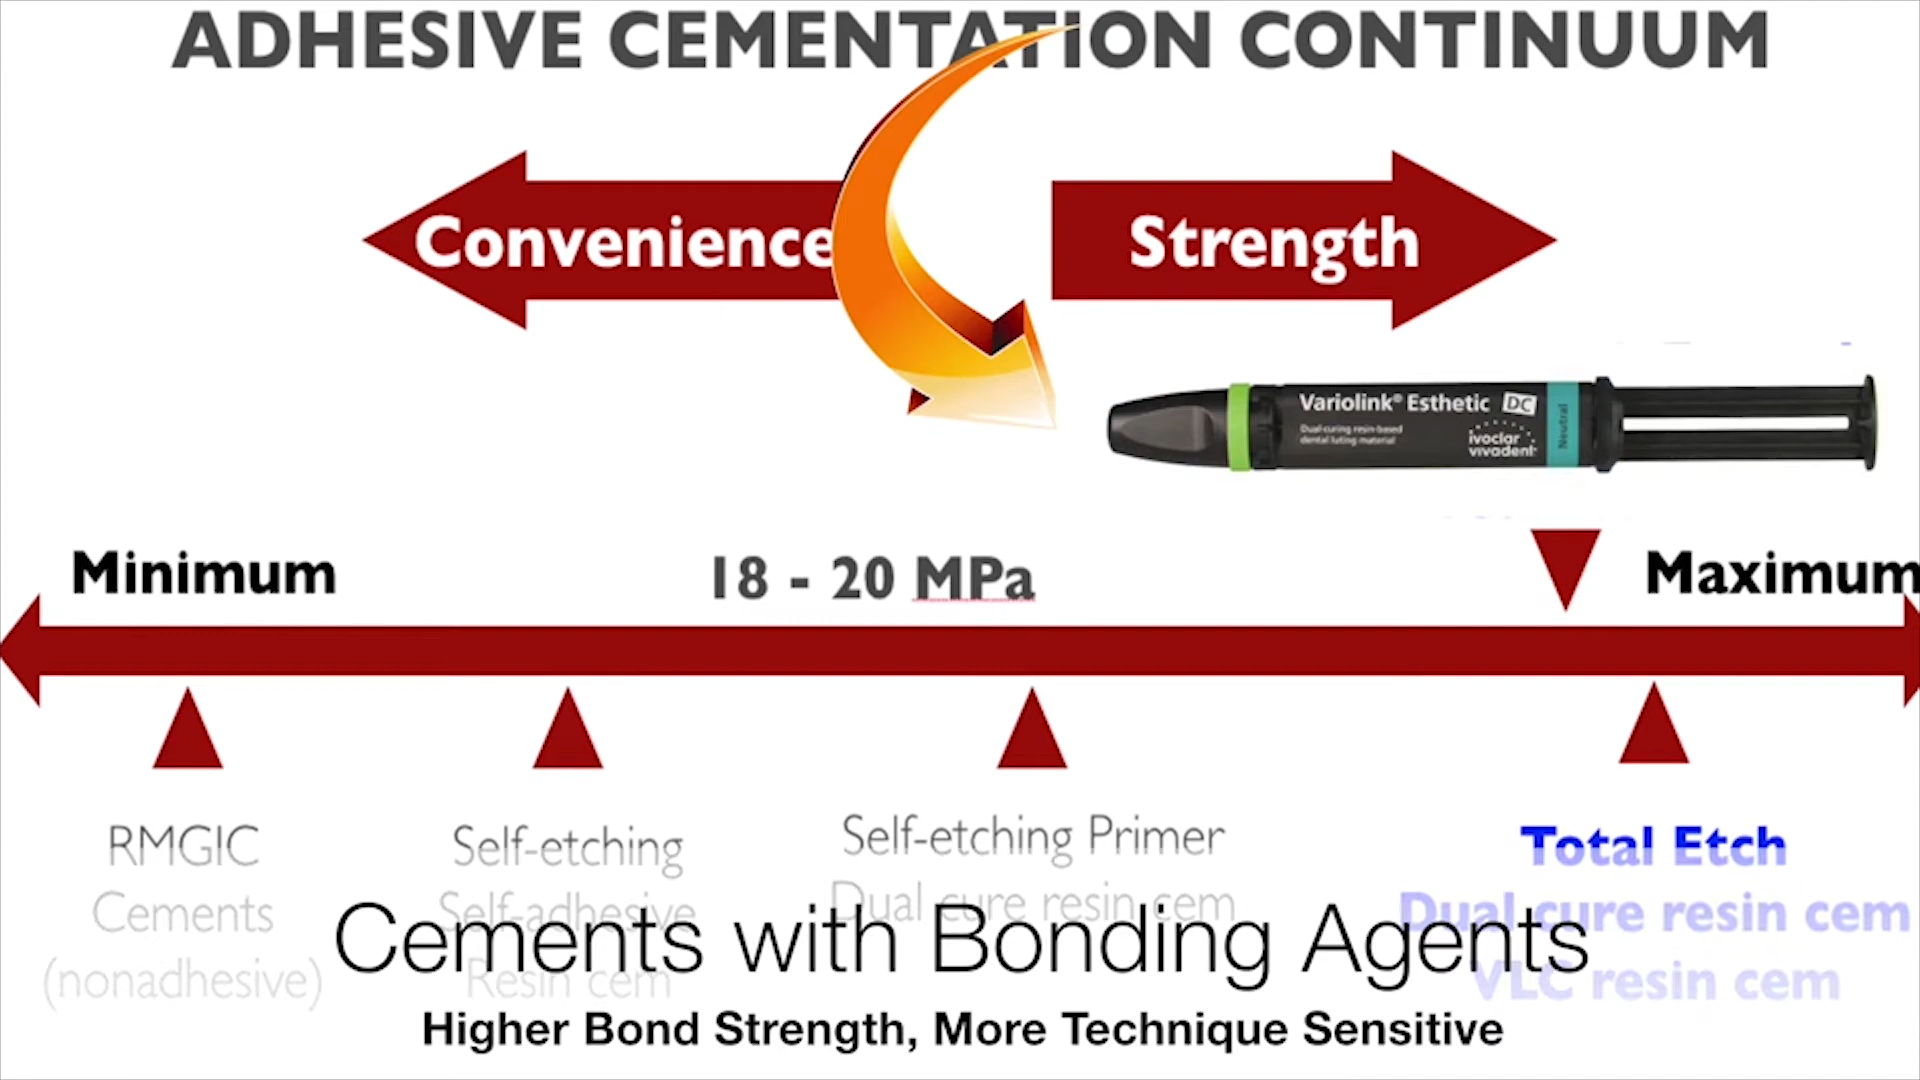 ADHESIVE CEMENTATION CONTINUUM
Convenience
Strength
Variolink® Esthetic DC
Dual-curing resin-based
dental luting material
ivoclar
vivadent
Neutral
Minimum
18 - 20 MPa
Maximum
RMGIC
Cements
(nonadhesive)
Self-etching
Self-adhesive
Resin cem
Self-etching Primer
Dual cure resin cem
Total Etch
Dual cure resin cem
VLC resin cem
Cements with Bonding Agents
Higher Bond Strength, More Technique Sensitive